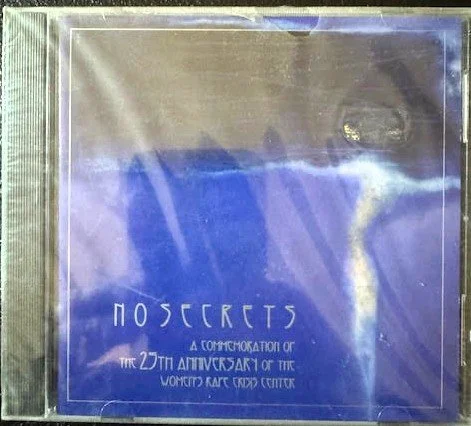 NO SECRETS
A COMMEMORATION OF
THE 25TH ANNIVERSARY OF THE
WOMEN'S RAPE CRISIS CENTER